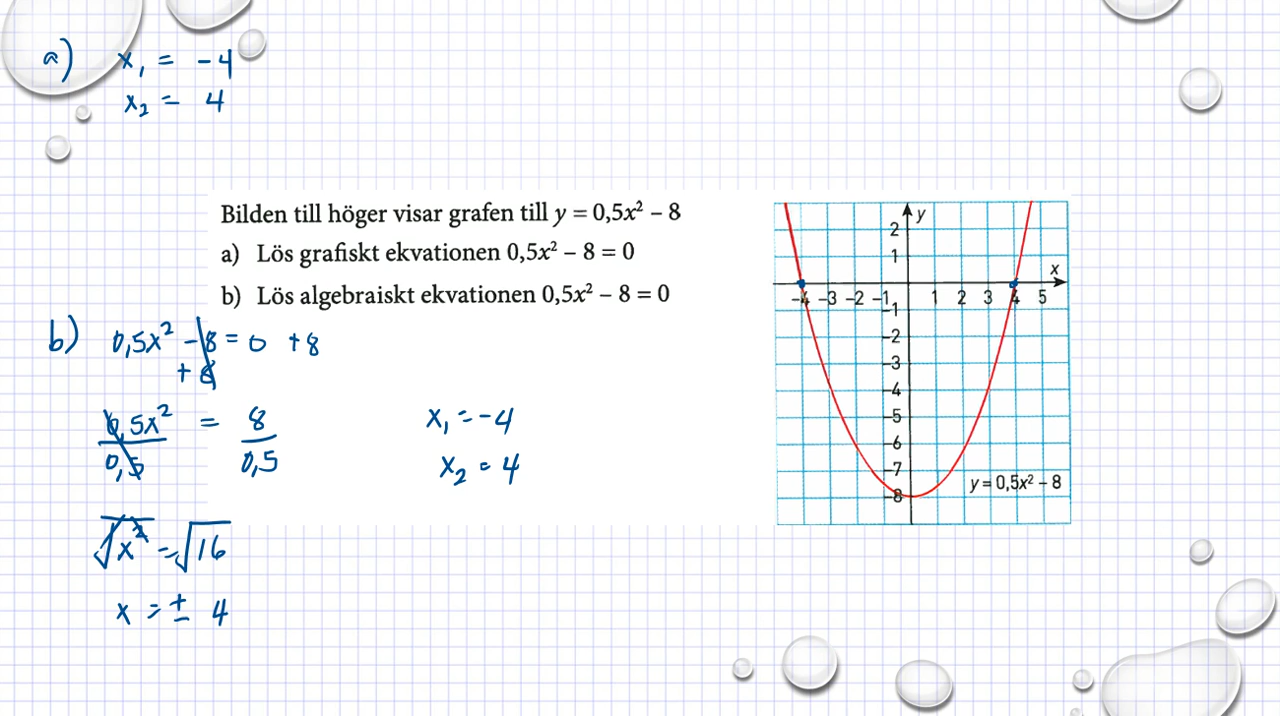 a) x₁ = -4
x₂ = 4
Bilden till höger visar grafen till y = 0,5x² – 8
a) Lös grafiskt ekvationen 0,5x² – 8 = 0
b) Lös algebraiskt ekvationen 0,5x² – 8 = 0
b) 0,5x² - 8 = 0 + 8
+ 8
0,5x² = 8
0,5 0,5
√x² = √16
x = ± 4
x₁ = -4
x₂ = 4
y
2
1
x
-4 -3 -2 -1 1 2 3 4 5
-1
-2
-3
-4
-5
-6
-7
-8
y = 0,5x² – 8